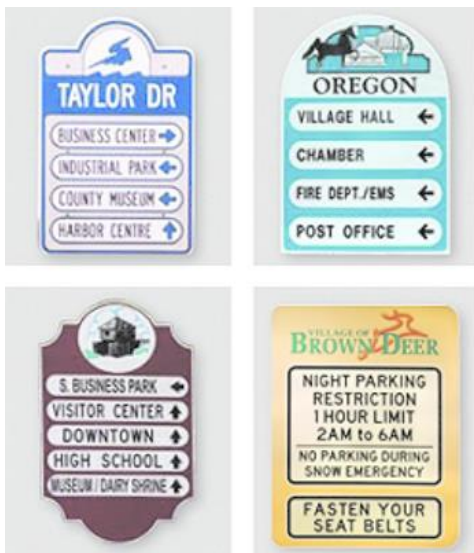 TAYLOR DR
BUSINESS CENTER
INDUSTRIAL PARK
COUNTY MUSEUM
HARBOR CENTRE
OREGON
VILLAGE HALL
CHAMBER
FIRE DEPT./EMS
POST OFFICE
S. BUSINESS PARK
VISITOR CENTER
DOWNTOWN
HIGH SCHOOL
MUSEUM / DAIRY SHRINE
VILLAGE OF
BROWN DEER
NIGHT PARKING
RESTRICTION
1 HOUR LIMIT
2AM to 6AM
NO PARKING DURING
SNOW EMERGENCY
FASTEN YOUR
SEAT BELTS